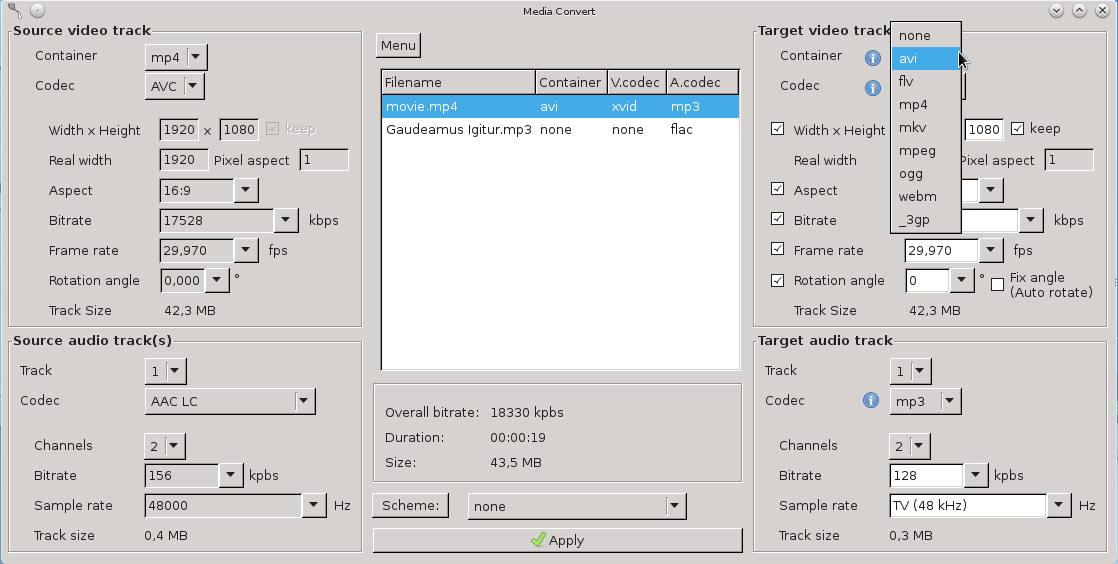 Media Convert
Source video track
Container mp4
Codec AVC
Width x Height 1920 x 1080 keep
Real width 1920 Pixel aspect 1
Aspect 16:9
Bitrate 17528 kbps
Frame rate 29,970 fps
Rotation angle 0,000 °
Track Size 42,3 MB
Source audio track(s)
Track 1
Codec AAC LC
Channels 2
Bitrate 156 kpbs
Sample rate 48000 Hz
Track size 0,4 MB
Menu
Filename Container V.codec A.codec
movie.mp4 avi xvid mp3
Gaudeamus Igitur.mp3 none none flac
Overall bitrate: 18330 kpbs
Duration: 00:00:19
Size: 43,5 MB
Scheme: none
Apply
Target video track
Container
Codec
none
avi
flv
mp4
mkv
mpeg
ogg
webm
_3gp
Width x Height 1080 keep
Real width Pixel aspect 1
Aspect
Bitrate kpbs
Frame rate 29,970 fps
Rotation angle 0 ° Fix angle
(Auto rotate)
Track Size 42,3 MB
Target audio track
Track 1
Codec mp3
Channels 2
Bitrate 128 kpbs
Sample rate TV (48 kHz) Hz
Track size 0,3 MB